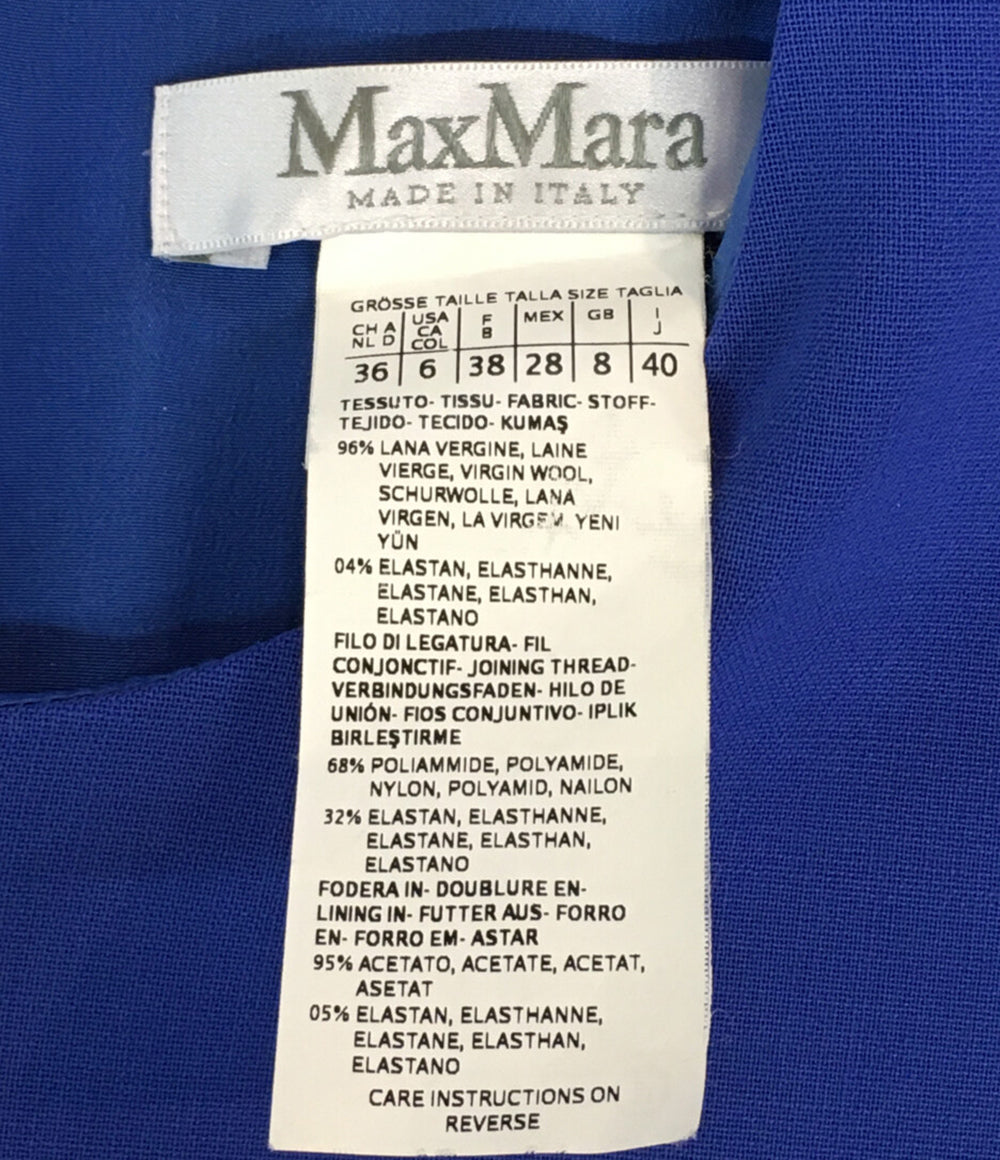 MaxMara
MADE IN ITALY
GRÖSSE TAILLE TALLA SIZE TAGLIA
CH A NL D USA CA COL F B MEX GB I J
36 6 38 28 8 40
TESSUTO- TISSU- FABRIC- STOFF-
TEJIDO- TECIDO- KUMAŞ
96% LANA VERGINE, LAINE
VIERGE, VIRGIN WOOL,
SCHURWOLLE, LANA
VIRGEN, LA VIRGEM, YENI
YÜN
04% ELASTAN, ELASTHANNE,
ELASTANE, ELASTHAN,
ELASTANO
FILO DI LEGATURA- FIL
CONJONCTIF- JOINING THREAD-
VERBINDUNGSFADEN- HILO DE
UNIÓN- FIOS CONJUNTIVO- IPLIK
BIRLEŞTIRME
68% POLIAMMIDE, POLYAMIDE,
NYLON, POLYAMID, NAILON
32% ELASTAN, ELASTHANNE,
ELASTANE, ELASTHAN,
ELASTANO
FODERA IN- DOUBLURE EN-
LINING IN- FUTTER AUS- FORRO
EN- FORRO EM- ASTAR
95% ACETATO, ACETATE, ACETAT,
ASETAT
05% ELASTAN, ELASTHANNE,
ELASTANE, ELASTHAN,
ELASTANO
CARE INSTRUCTIONS ON
REVERSE